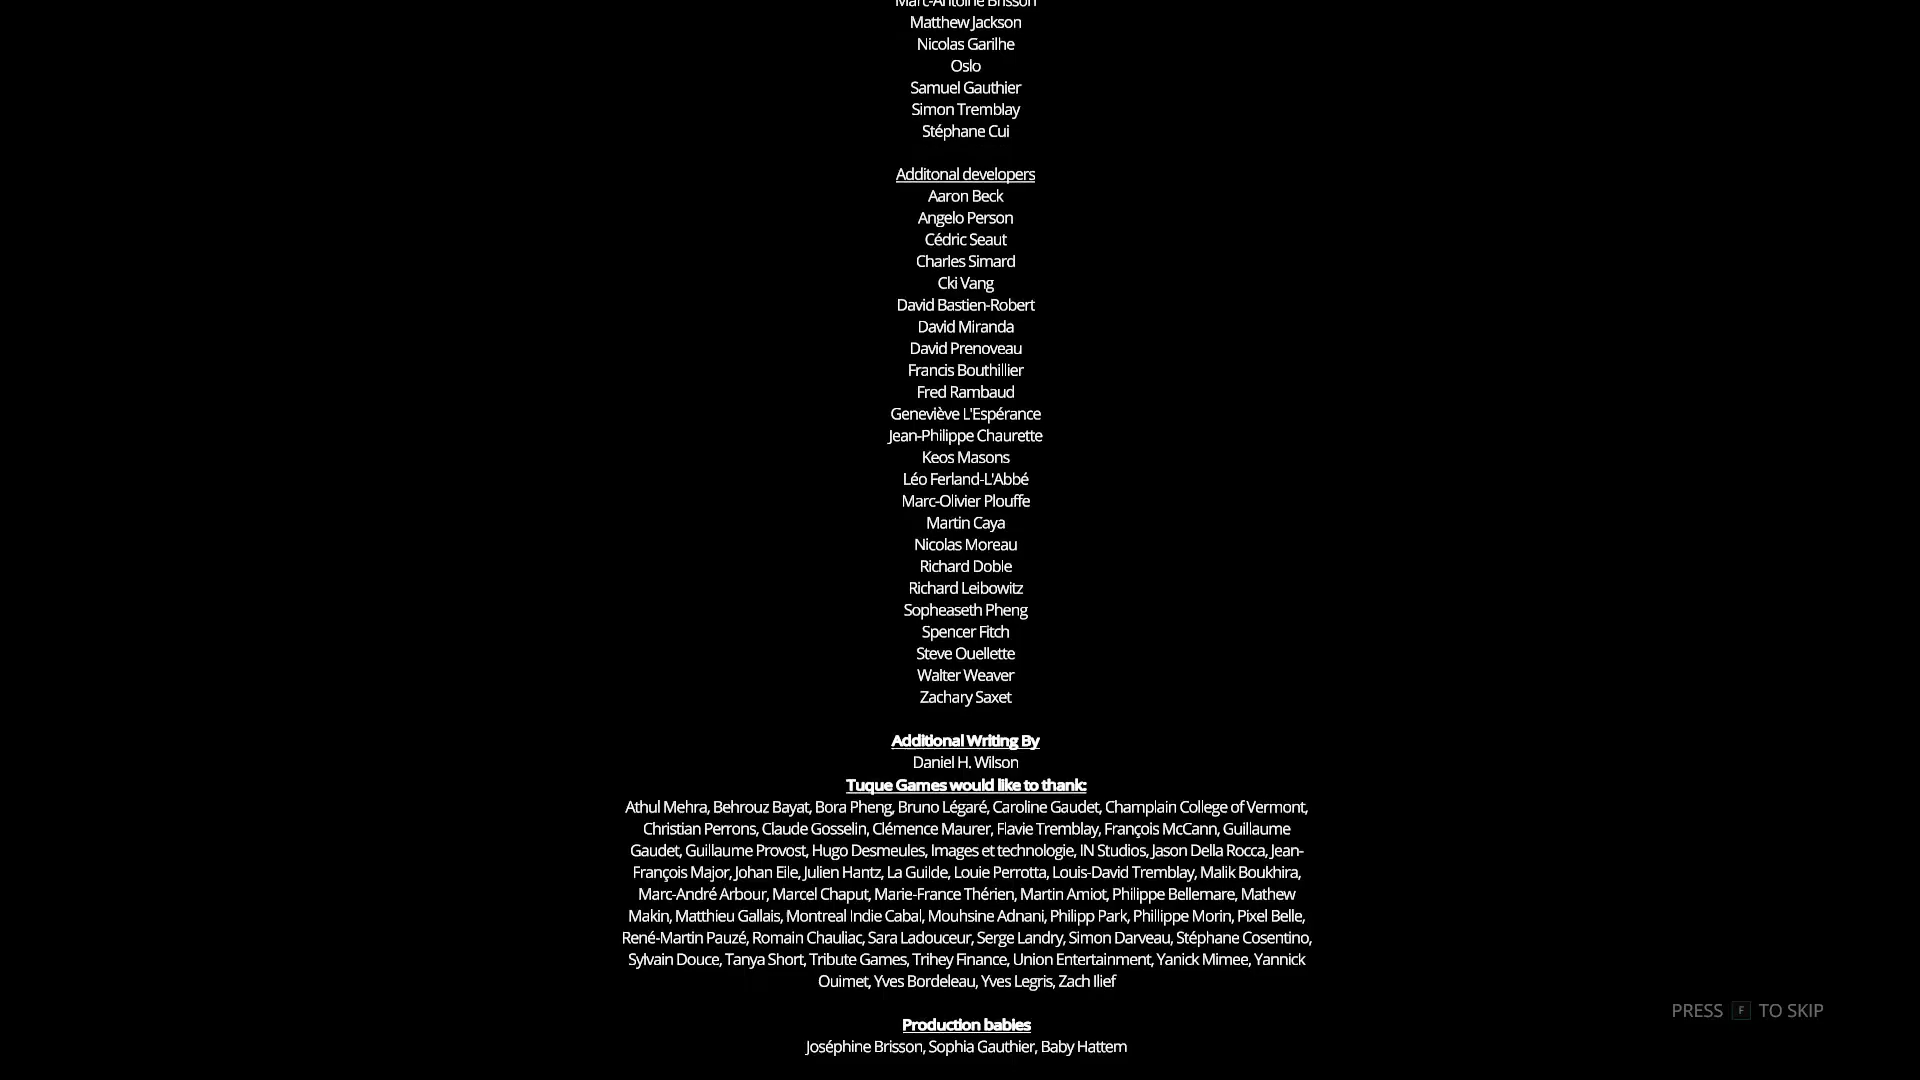 Marc-Antoine Brisson
Matthew Jackson
Nicolas Garilhe
Oslo
Samuel Gauthier
Simon Tremblay
Stéphane Cui
Additonal developers
Aaron Beck
Angelo Person
Cédric Seaut
Charles Simard
Cki Vang
David Bastien-Robert
David Miranda
David Prenoveau
Francis Bouthillier
Fred Rambaud
Geneviève L'Espérance
Jean-Philippe Chaurette
Keos Masons
Léo Ferland-L'Abbé
Marc-Olivier Plouffe
Martin Caya
Nicolas Moreau
Richard Doble
Richard Leibowitz
Sopheaseth Pheng
Spencer Fitch
Steve Ouellette
Walter Weaver
Zachary Saxet
Additional Writing By
Daniel H. Wilson
Tuque Games would like to thank:
Athul Mehra, Behrouz Bayat, Bora Pheng, Bruno Légaré, Caroline Gaudet, Champlain College of Vermont,
Christian Perrons, Claude Gosselin, Clémence Maurer, Flavie Tremblay, François McCann, Guillaume
Gaudet, Guillaume Provost, Hugo Desmeules, Images et technologie, IN Studios, Jason Della Rocca, Jean-
François Major, Johan Eile, Julien Hantz, La Guilde, Louie Perrotta, Louis-David Tremblay, Malik Boukhira,
Marc-André Arbour, Marcel Chaput, Marie-France Thérien, Martin Amiot, Philippe Bellemare, Mathew
Makin, Matthieu Gallais, Montreal Indie Cabal, Mouhsine Adnani, Philipp Park, Phillippe Morin, Pixel Belle,
René-Martin Pauzé, Romain Chauliac, Sara Ladouceur, Serge Landry, Simon Darveau, Stéphane Cosentino,
Sylvain Douce, Tanya Short, Tribute Games, Trihey Finance, Union Entertainment, Yanick Mimee, Yannick
Ouimet, Yves Bordeleau, Yves Legris, Zach Ilief
PRESS F TO SKIP
Production babies
Joséphine Brisson, Sophia Gauthier, Baby Hattem